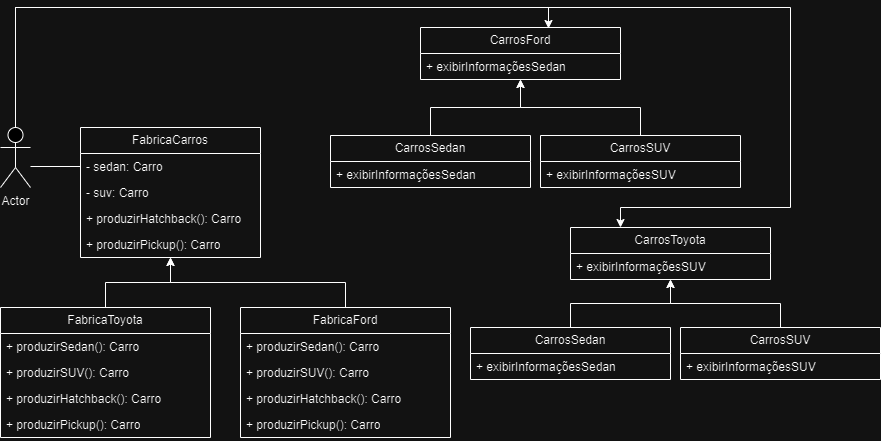 CarrosFord
+ exibirInformaçõesSedan
FabricaCarros
- sedan: Carro
- suv: Carro
+ produzirHatchback(): Carro
+ produzirPickup(): Carro
Actor
CarrosSedan
+ exibirInformaçõesSedan
CarrosSUV
+ exibirInformaçõesSUV
CarrosToyota
+ exibirInformaçõesSUV
FabricaToyota
+ produzirSedan(): Carro
+ produzirSUV(): Carro
+ produzirHatchback(): Carro
+ produzirPickup(): Carro
FabricaFord
+ produzirSedan(): Carro
+ produzirSUV(): Carro
+ produzirHatchback(): Carro
+ produzirPickup(): Carro
CarrosSedan
+ exibirInformaçõesSedan
CarrosSUV
+ exibirInformaçõesSUV